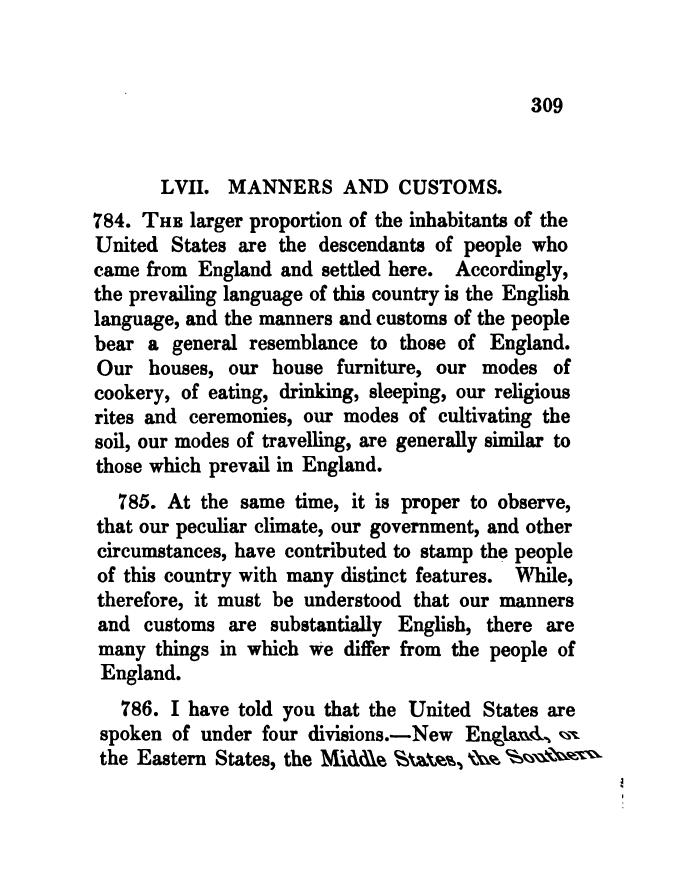 309
LVII. MANNERS AND CUSTOMS.
784. THE larger proportion of the inhabitants of the
United States are the descendants of people who
came from England and settled here. Accordingly,
the prevailing language of this country is the English
language, and the manners and customs of the people
bear a general resemblance to those of England.
Our houses, our house furniture, our modes of
cookery, of eating, drinking, sleeping, our religious
rites and ceremonies, our modes of cultivating the
soil, our modes of travelling, are generally similar to
those which prevail in England.
785. At the same time, it is proper to observe,
that our peculiar climate, our government, and other
circumstances, have contributed to stamp the people
of this country with many distinct features. While,
therefore, it must be understood that our manners
and customs are substantially English, there are
many things in which we differ from the people of
England.
786. I have told you that the United States are
spoken of under four divisions.—New England, or
the Eastern States, the Middle States, the Southern